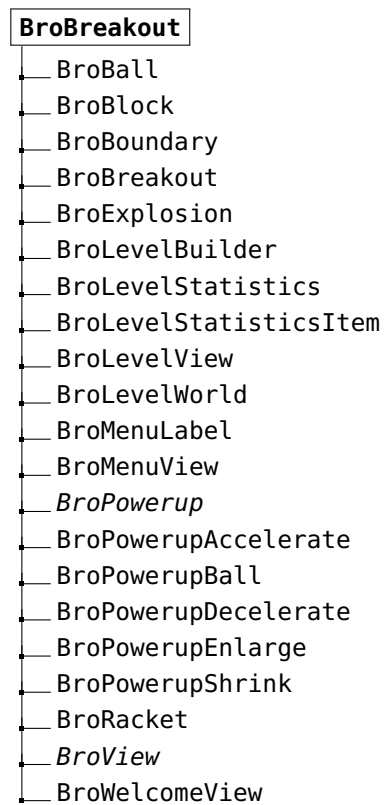 BroBreakout
BroBall
BroBlock
BroBoundary
BroBreakout
BroExplosion
BroLevelBuilder
BroLevelStatistics
BroLevelStatisticsItem
BroLevelView
BroLevelWorld
BroMenuLabel
BroMenuView
BroPowerup
BroPowerupAccelerate
BroPowerupBall
BroPowerupDecelerate
BroPowerupEnlarge
BroPowerupShrink
BroRacket
BroView
BroWelcomeView